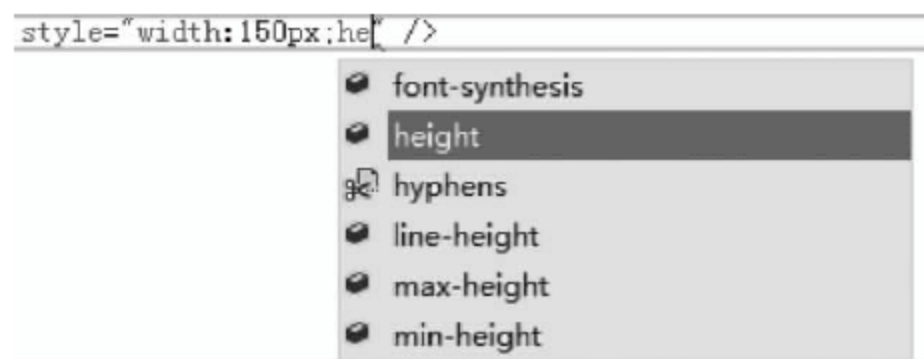 style="width:150px;he" />
font-synthesis
height
hyphens
line-height
max-height
min-height